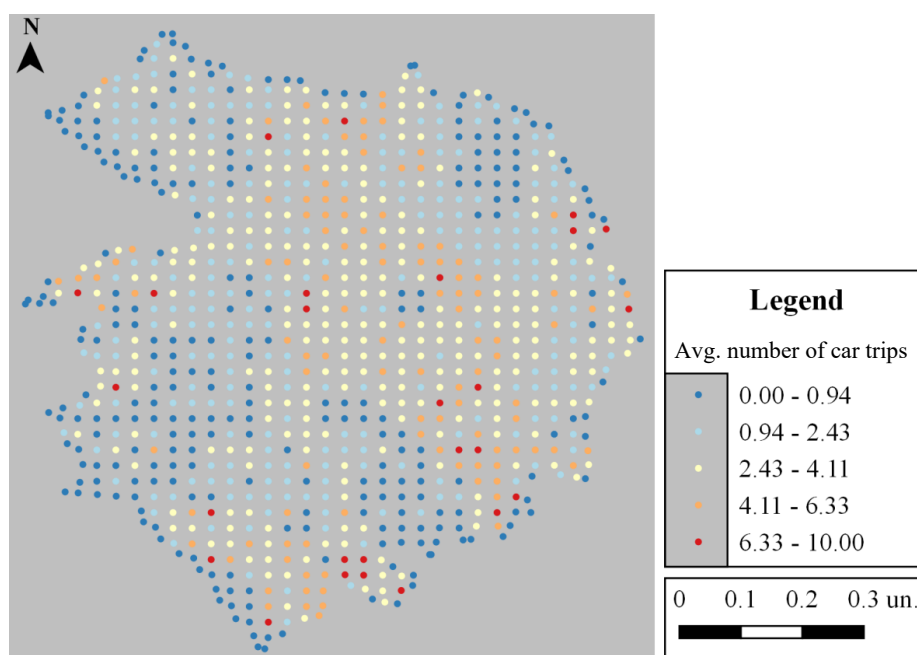 N
Legend
Avg. number of car trips
0.00 - 0.94
0.94 - 2.43
2.43 - 4.11
4.11 - 6.33
6.33 - 10.00
0 0.1 0.2 0.3 un.